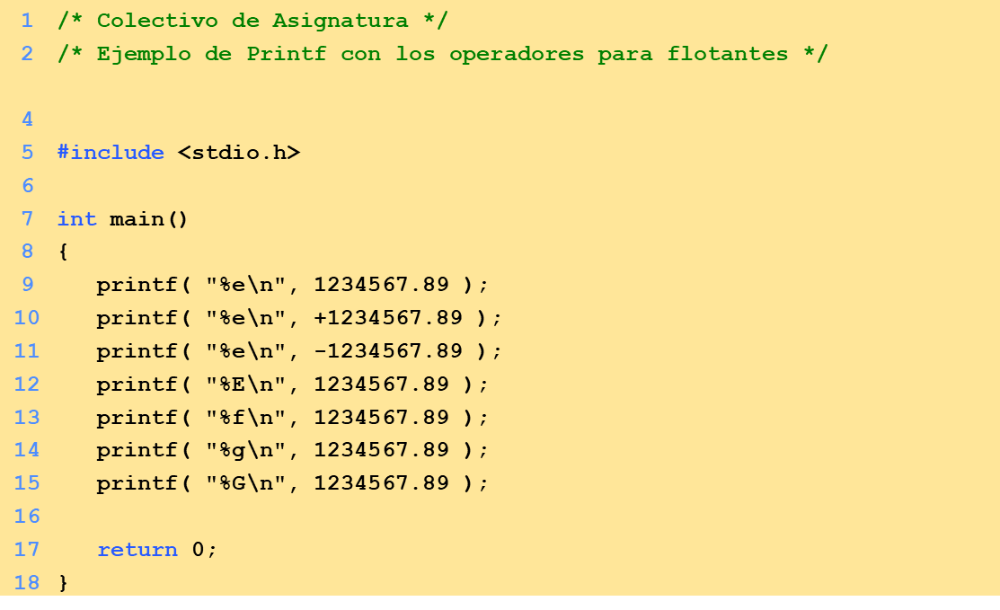 1 /* Colectivo de Asignatura */
2 /* Ejemplo de Printf con los operadores para flotantes */
4
5 #include <stdio.h>
6
7 int main()
8 {
9    printf( "%e\n", 1234567.89 );
10    printf( "%e\n", +1234567.89 );
11    printf( "%e\n", -1234567.89 );
12    printf( "%E\n", 1234567.89 );
13    printf( "%f\n", 1234567.89 );
14    printf( "%g\n", 1234567.89 );
15    printf( "%G\n", 1234567.89 );
16
17    return 0;
18 }